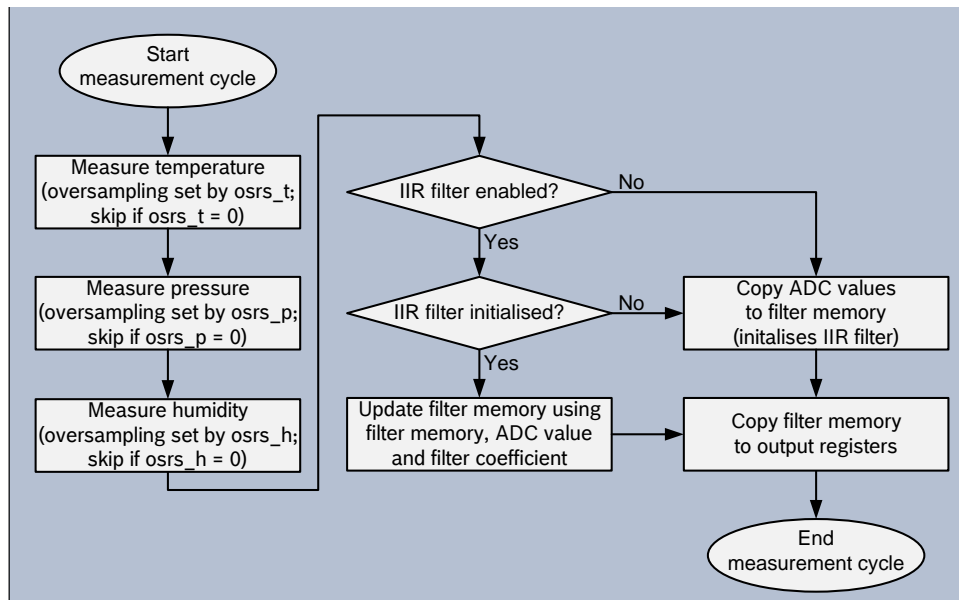 Start
measurement cycle
Measure temperature
(oversampling set by osrs_t;
skip if osrs_t = 0)
Measure pressure
(oversampling set by osrs_p;
skip if osrs_p = 0)
Measure humidity
(oversampling set by osrs_h;
skip if osrs_h = 0)
IIR filter enabled?
No
Yes
IIR filter initialised?
No
Yes
Copy ADC values
to filter memory
(initalises IIR filter)
Update filter memory using
filter memory, ADC value
and filter coefficient
Copy filter memory
to output registers
End
measurement cycle